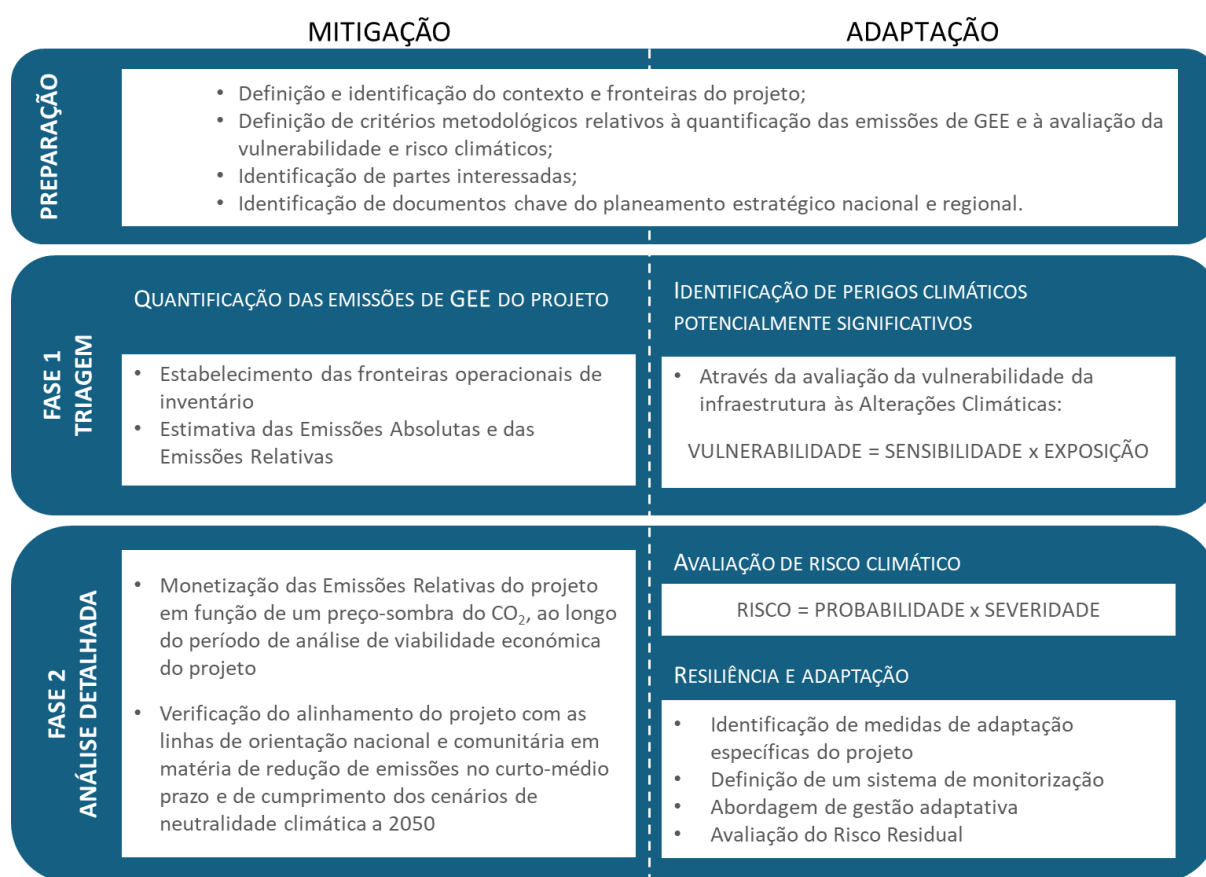 MITIGAÇÃO
ADAPTAÇÃO
PREPARAÇÃO
• Definição e identificação do contexto e fronteiras do projeto;
• Definição de critérios metodológicos relativos à quantificação das emissões de GEE e à avaliação da
vulnerabilidade e risco climáticos;
• Identificação de partes interessadas;
• Identificação de documentos chave do planeamento estratégico nacional e regional.
FASE 1
TRIAGEM
QUANTIFICAÇÃO DAS EMISSÕES DE GEE DO PROJETO
• Estabelecimento das fronteiras operacionais de
inventário
• Estimativa das Emissões Absolutas e das
Emissões Relativas
IDENTIFICAÇÃO DE PERIGOS CLIMÁTICOS
POTENCIALMENTE SIGNIFICATIVOS
• Através da avaliação da vulnerabilidade da
infraestrutura às Alterações Climáticas:
VULNERABILIDADE = SENSIBILIDADE x EXPOSIÇÃO
FASE 2
ANÁLISE DETALHADA
• Monetização das Emissões Relativas do projeto
em função de um preço-sombra do CO₂, ao longo
do período de análise de viabilidade económica
do projeto
• Verificação do alinhamento do projeto com as
linhas de orientação nacional e comunitária em
matéria de redução de emissões no curto-médio
prazo e de cumprimento dos cenários de
neutralidade climática a 2050
AVALIAÇÃO DE RISCO CLIMÁTICO
RISCO = PROBABILIDADE x SEVERIDADE
RESILIÊNCIA E ADAPTAÇÃO
• Identificação de medidas de adaptação
específicas do projeto
• Definição de um sistema de monitorização
• Abordagem de gestão adaptativa
• Avaliação do Risco Residual